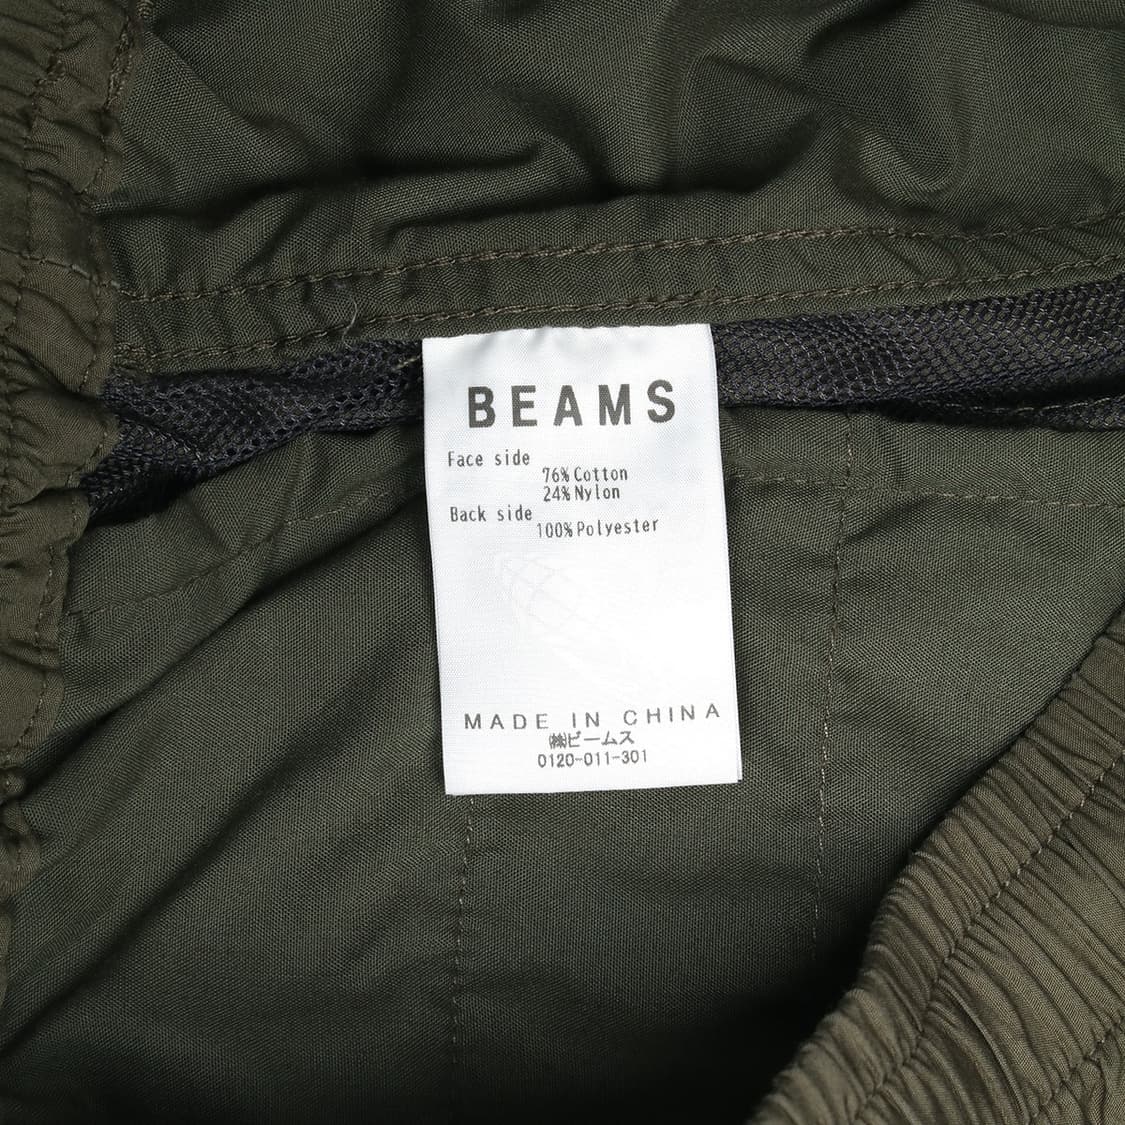 BEAMS
Face side
76%Cotton
24%Nylon
Back side
100%Polyester
MADE IN CHINA
㈱ビームス
0120-011-301